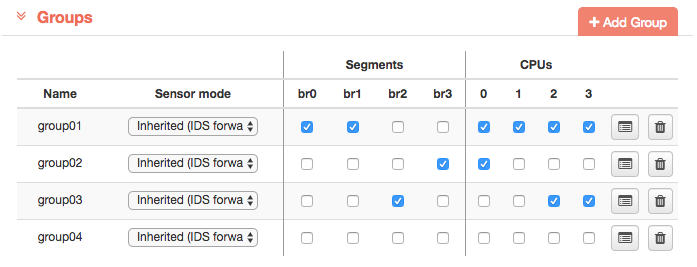 Groups
+ Add Group
Segments CPUs
Name Sensor mode br0 br1 br2 br3 0 1 2 3
group01 Inherited (IDS forwa
group02 Inherited (IDS forwa
group03 Inherited (IDS forwa
group04 Inherited (IDS forwa